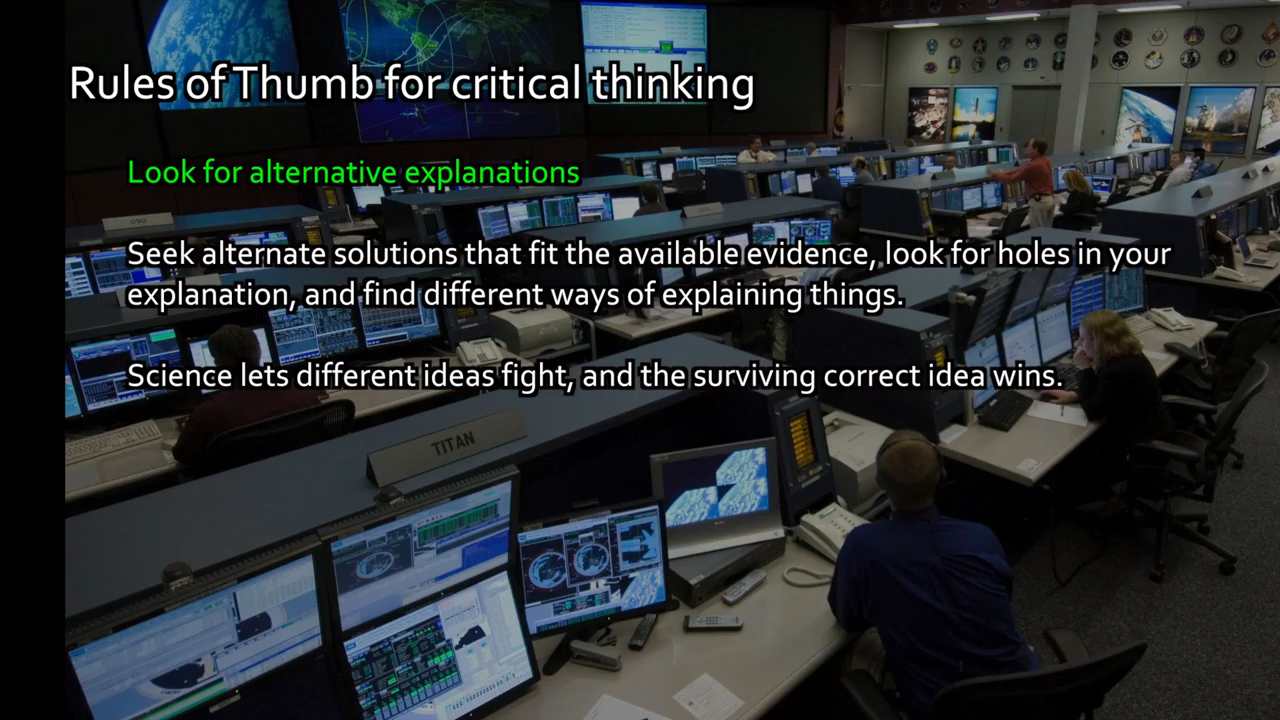 Rules of Thumb for critical thinking
Look for alternative explanations
Seek alternate solutions that fit the available evidence, look for holes in your
explanation, and find different ways of explaining things.
Science lets different ideas fight, and the surviving correct idea wins.
TITAN